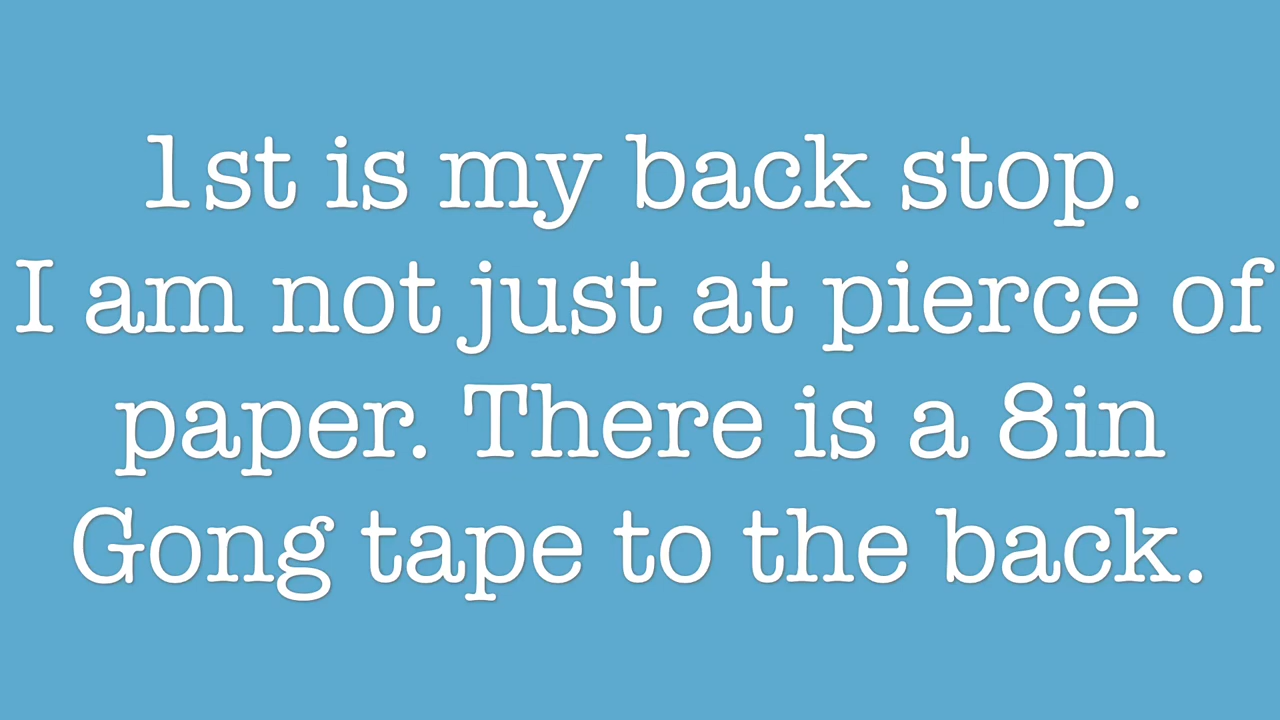 1st is my back stop.
I am not just at pierce of
paper. There is a 8in
Gong tape to the back.